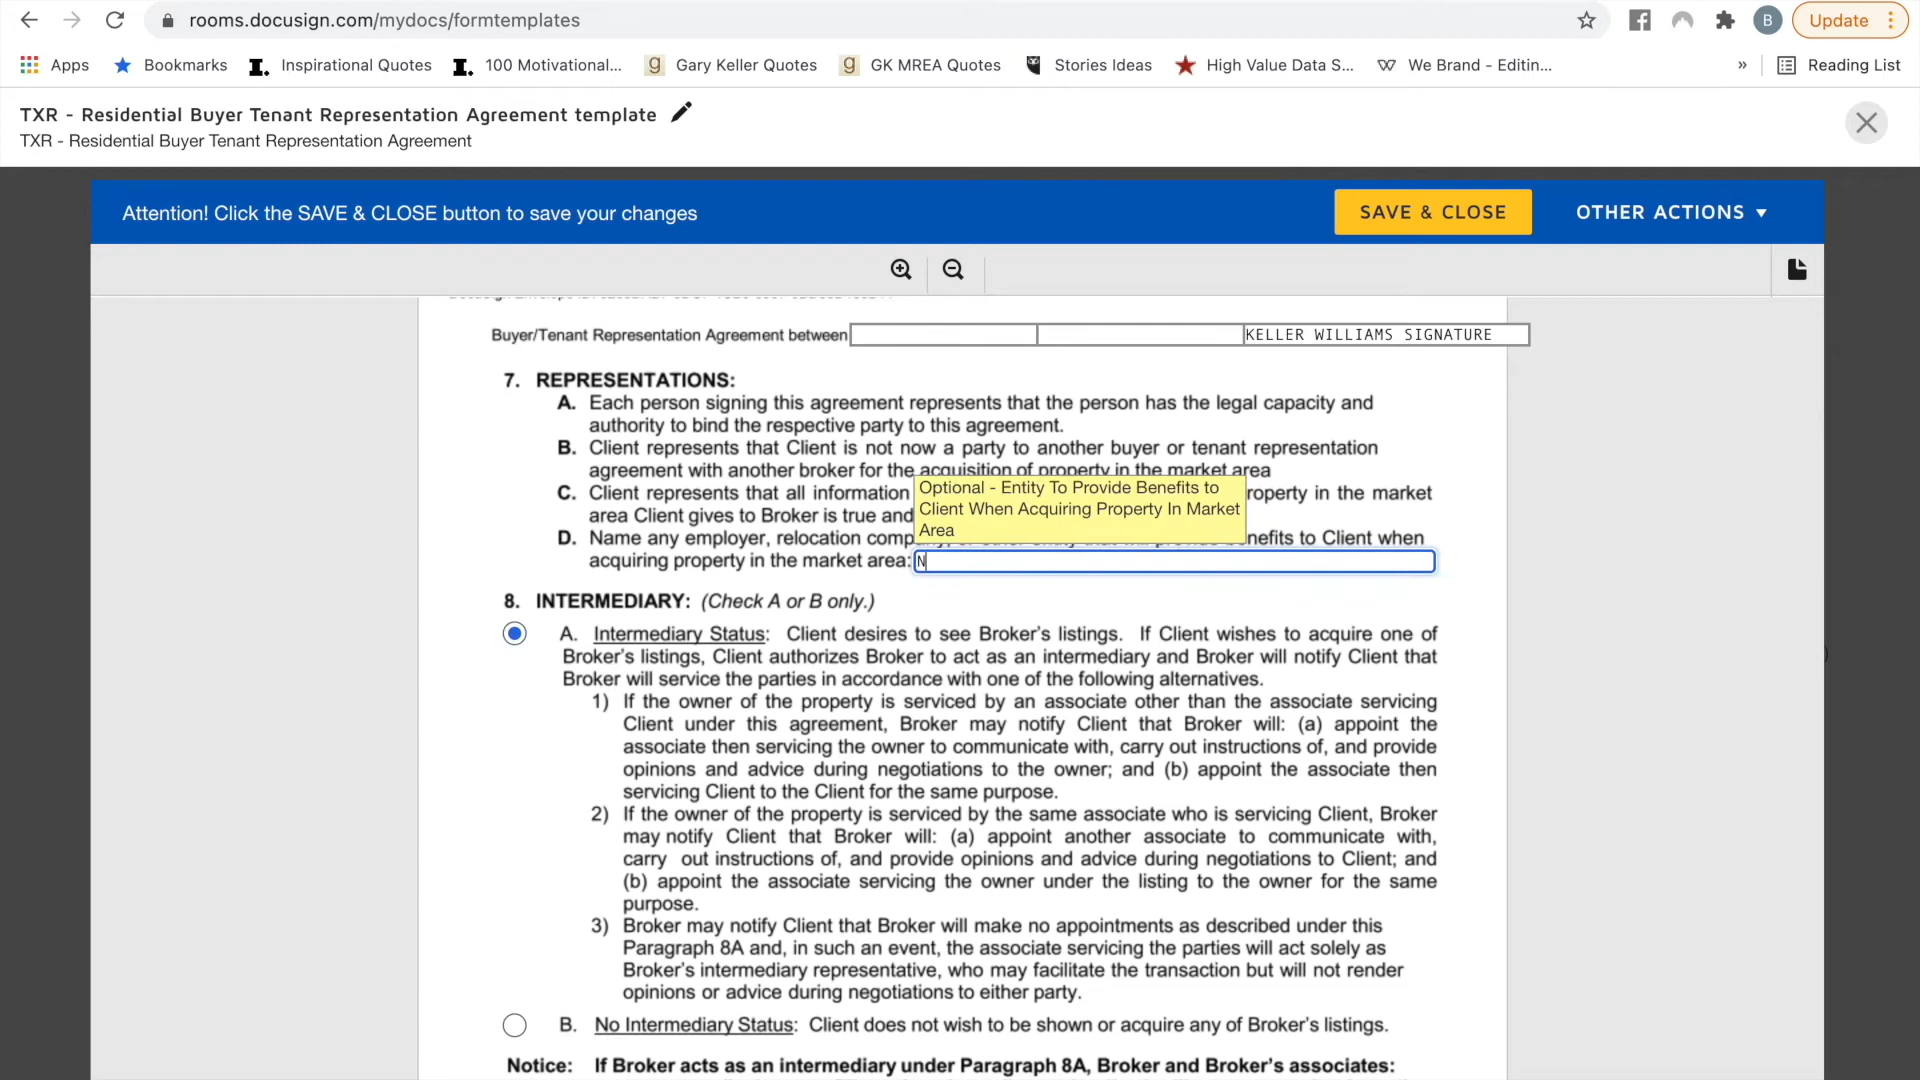 rooms.docusign.com/mydocs/formtemplates
B
Update
Apps
Bookmarks
I.
Inspirational Quotes
I.
100 Motivational...
g
Gary Keller Quotes
g
GK MREA Quotes
Stories Ideas
High Value Data S...
We Brand - Editin...
»
Reading List
TXR - Residential Buyer Tenant Representation Agreement template
TXR - Residential Buyer Tenant Representation Agreement
Attention! Click the SAVE & CLOSE button to save your changes
SAVE & CLOSE
OTHER ACTIONS
Buyer/Tenant Representation Agreement between
KELLER WILLIAMS SIGNATURE
7. REPRESENTATIONS:
A. Each person signing this agreement represents that the person has the legal capacity and
authority to bind the respective party to this agreement.
B. Client represents that Client is not now a party to another buyer or tenant representation
agreement with another broker for the acquisition of property in the market area
Optional - Entity To Provide Benefits to
Client When Acquiring Property In Market
Area
C. Client represents that all information roperty in the market
area Client gives to Broker is true and
D. Name any employer, relocation comp nefits to Client when
acquiring property in the market area: N
8. INTERMEDIARY: (Check A or B only.)
A. Intermediary Status: Client desires to see Broker's listings. If Client wishes to acquire one of
Broker's listings, Client authorizes Broker to act as an intermediary and Broker will notify Client that
Broker will service the parties in accordance with one of the following alternatives.
1) If the owner of the property is serviced by an associate other than the associate servicing
Client under this agreement, Broker may notify Client that Broker will: (a) appoint the
associate then servicing the owner to communicate with, carry out instructions of, and provide
opinions and advice during negotiations to the owner; and (b) appoint the associate then
servicing Client to the Client for the same purpose.
2) If the owner of the property is serviced by the same associate who is servicing Client, Broker
may notify Client that Broker will: (a) appoint another associate to communicate with,
carry out instructions of, and provide opinions and advice during negotiations to Client; and
(b) appoint the associate servicing the owner under the listing to the owner for the same
purpose.
3) Broker may notify Client that Broker will make no appointments as described under this
Paragraph 8A and, in such an event, the associate servicing the parties will act solely as
Broker's intermediary representative, who may facilitate the transaction but will not render
opinions or advice during negotiations to either party.
B. No Intermediary Status: Client does not wish to be shown or acquire any of Broker's listings.
Notice: If Broker acts as an intermediary under Paragraph 8A, Broker and Broker's associates: